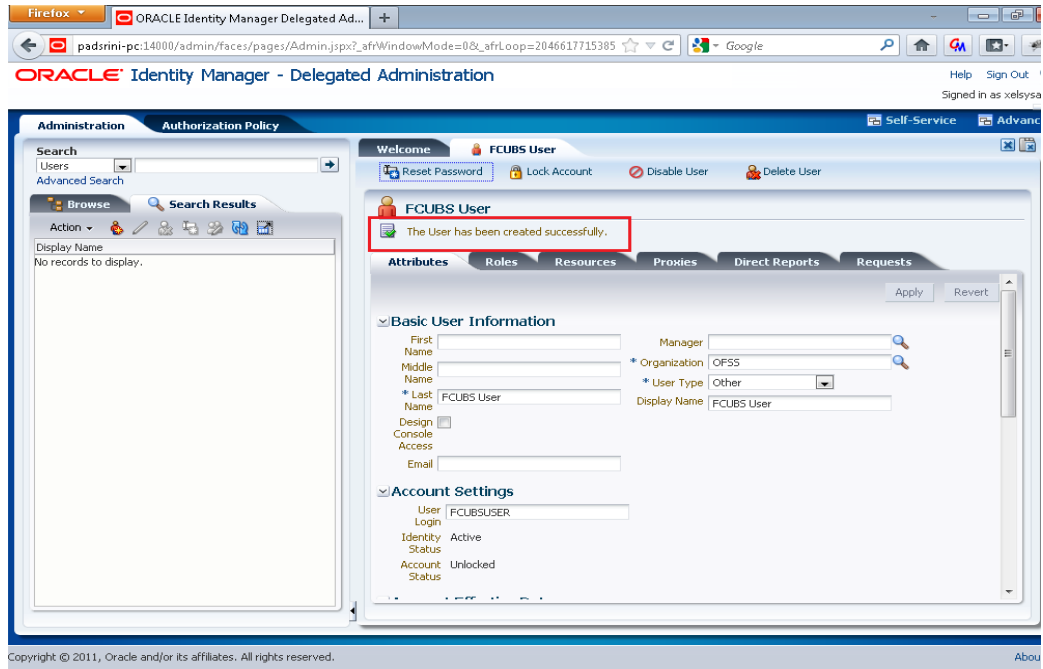 Firefox
ORACLE Identity Manager Delegated Ad...
padsrini-pc:14000/admin/faces/pages/Admin.jspx?_afrWindowMode=0&_afrLoop=2046617715385
Google
ORACLE Identity Manager - Delegated Administration
Help Sign Out
Signed in as xelsysa
Administration Authorization Policy
Self-Service Advanc
Search
Users
Advanced Search
Browse Search Results
Action
Display Name
No records to display.
Welcome FCUBS User
Reset Password Lock Account Disable User Delete User
FCUBS User
The User has been created successfully.
Attributes Roles Resources Proxies Direct Reports Requests
Apply Revert
Basic User Information
First Name
Middle Name
* Last Name FCUBS User
Design Console Access
Email
Manager
* Organization OFSS
* User Type Other
Display Name FCUBS User
Account Settings
User Login FCUBSUSER
Identity Status Active
Account Status Unlocked
Copyright © 2011, Oracle and/or its affiliates. All rights reserved.
Abou